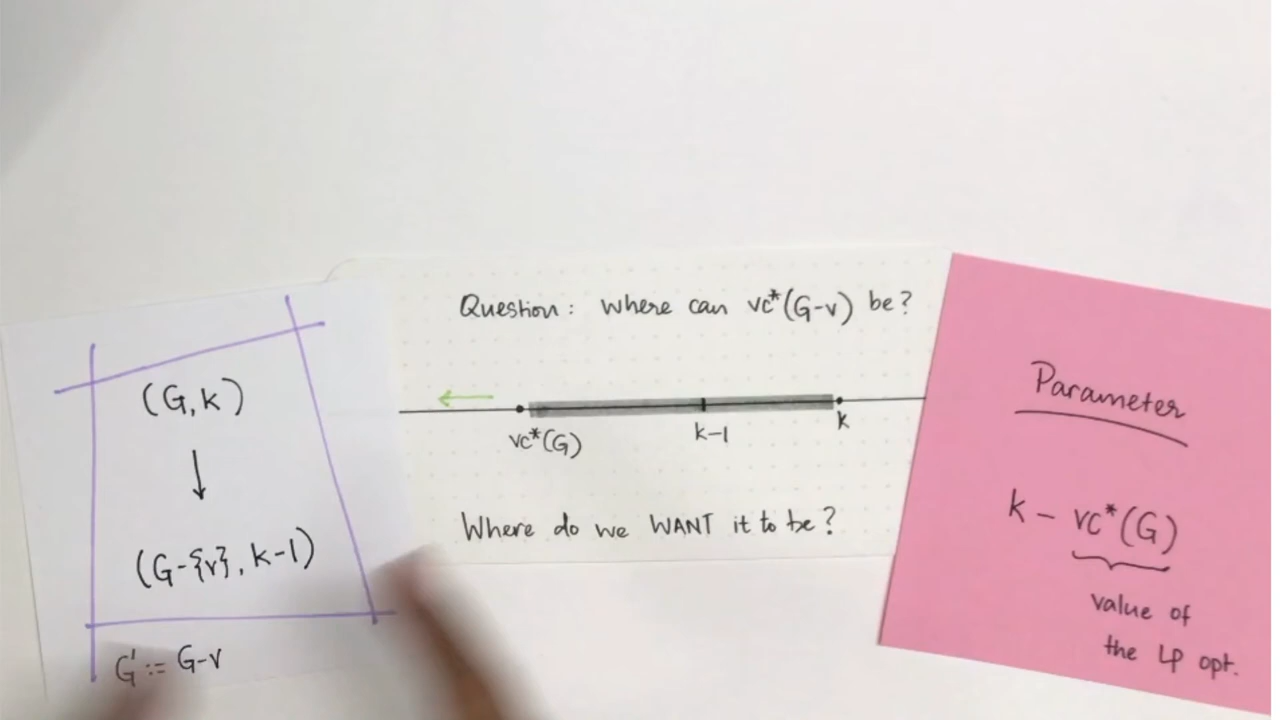 (G,k)
↓
(G-{v}, k-1)
G' := G-v
Question: where can vc*(G-v) be?
vc*(G)
k-1
k
Where do we WANT it to be?
Parameter
k - vc*(G)
value of
the LP opt.